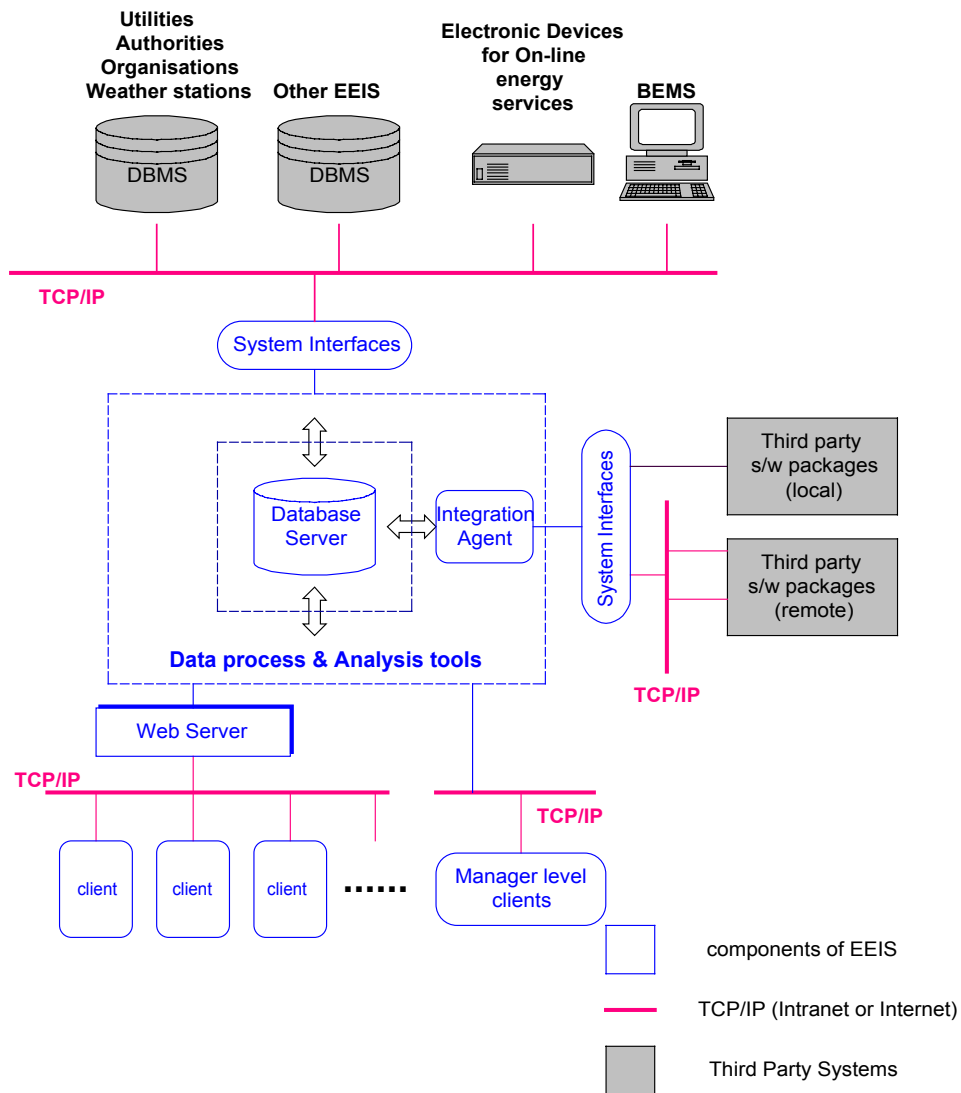 Utilities
Authorities
Organisations
Weather stations
Other EEIS
Electronic Devices
for On-line
energy
services
BEMS
DBMS
DBMS
TCP/IP
System Interfaces
Database
Server
Integration
Agent
System Interfaces
Third party
s/w packages
(local)
Third party
s/w packages
(remote)
Data process & Analysis tools
TCP/IP
Web Server
TCP/IP
TCP/IP
client
client
client
......
Manager level
clients
components of EEIS
TCP/IP (Intranet or Internet)
Third Party Systems